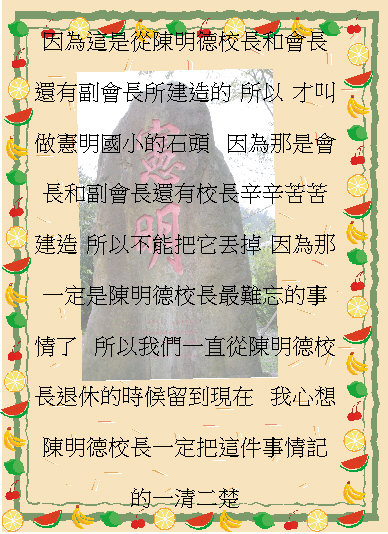 因為這是從陳明德校長和會長
還有副會長所建造的 所以 才叫
做憲明國小的石頭 因為那是會
長和副會長還有校長辛辛苦苦
建造 所以不能把它丟掉 因為那
一定是陳明德校長最難忘的事
情了 所以我們一直從陳明德校
長退休的時候留到現在 我心想
陳明德校長一定把這件事情記
的一清二楚
憲明